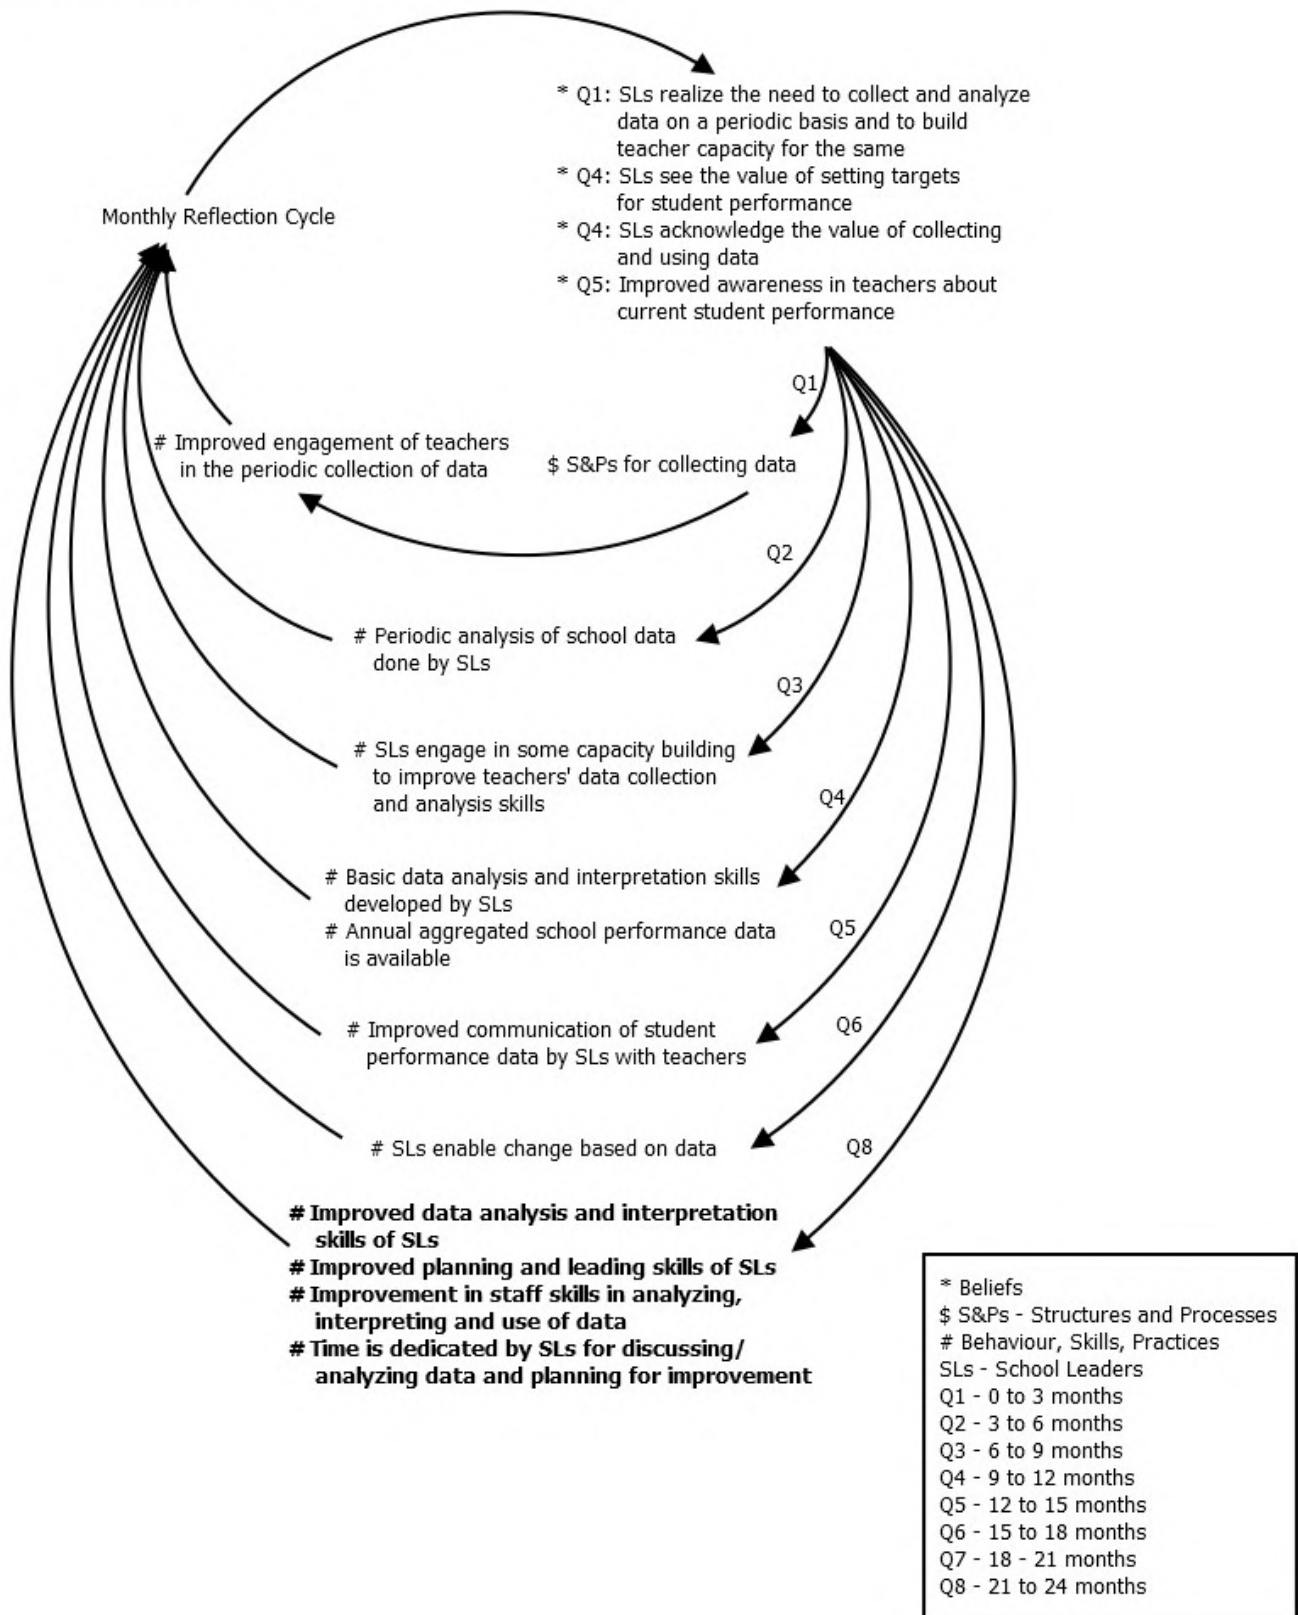 * Q1: SLs realize the need to collect and analyze
data on a periodic basis and to build
teacher capacity for the same
* Q4: SLs see the value of setting targets
for student performance
* Q4: SLs acknowledge the value of collecting
and using data
* Q5: Improved awareness in teachers about
current student performance
Monthly Reflection Cycle
Q1
# Improved engagement of teachers
in the periodic collection of data
$ S&Ps for collecting data
Q2
# Periodic analysis of school data
done by SLs
Q3
# SLs engage in some capacity building
to improve teachers' data collection
and analysis skills
Q4
# Basic data analysis and interpretation skills
developed by SLs
# Annual aggregated school performance data
is available
Q5
# Improved communication of student
performance data by SLs with teachers
Q6
# SLs enable change based on data
Q8
# Improved data analysis and interpretation
skills of SLs
# Improved planning and leading skills of SLs
# Improvement in staff skills in analyzing,
interpreting and use of data
# Time is dedicated by SLs for discussing/
analyzing data and planning for improvement
* Beliefs
$ S&Ps - Structures and Processes
# Behaviour, Skills, Practices
SLs - School Leaders
Q1 - 0 to 3 months
Q2 - 3 to 6 months
Q3 - 6 to 9 months
Q4 - 9 to 12 months
Q5 - 12 to 15 months
Q6 - 15 to 18 months
Q7 - 18 - 21 months
Q8 - 21 to 24 months